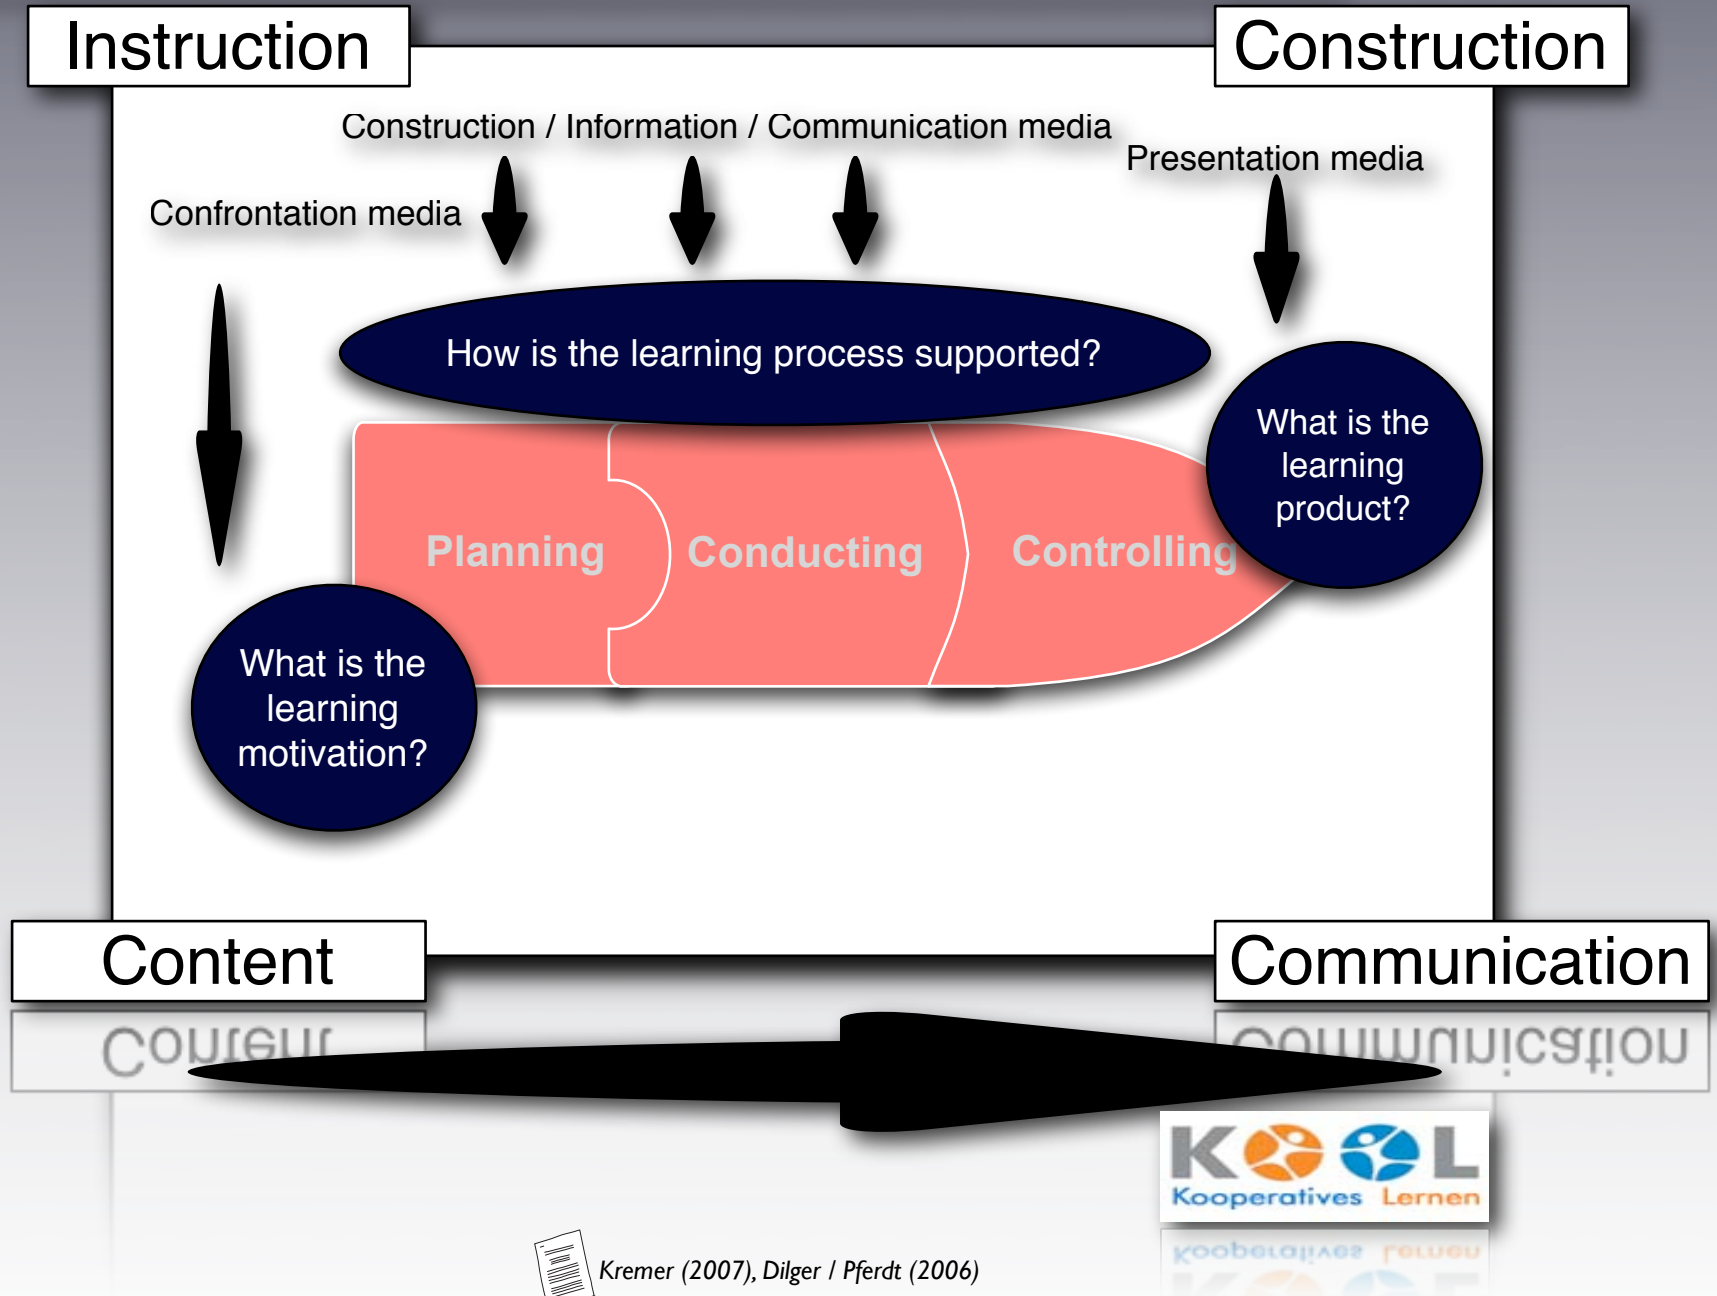 Instruction
Construction
Construction / Information / Communication media
Presentation media
Confrontation media
How is the learning process supported?
What is the
learning
product?
Planning
Conducting
Controlling
What is the
learning
motivation?
Content
Communication
KOOL
Kooperatives Lernen
Kremer (2007), Dilger / Pferdt (2006)